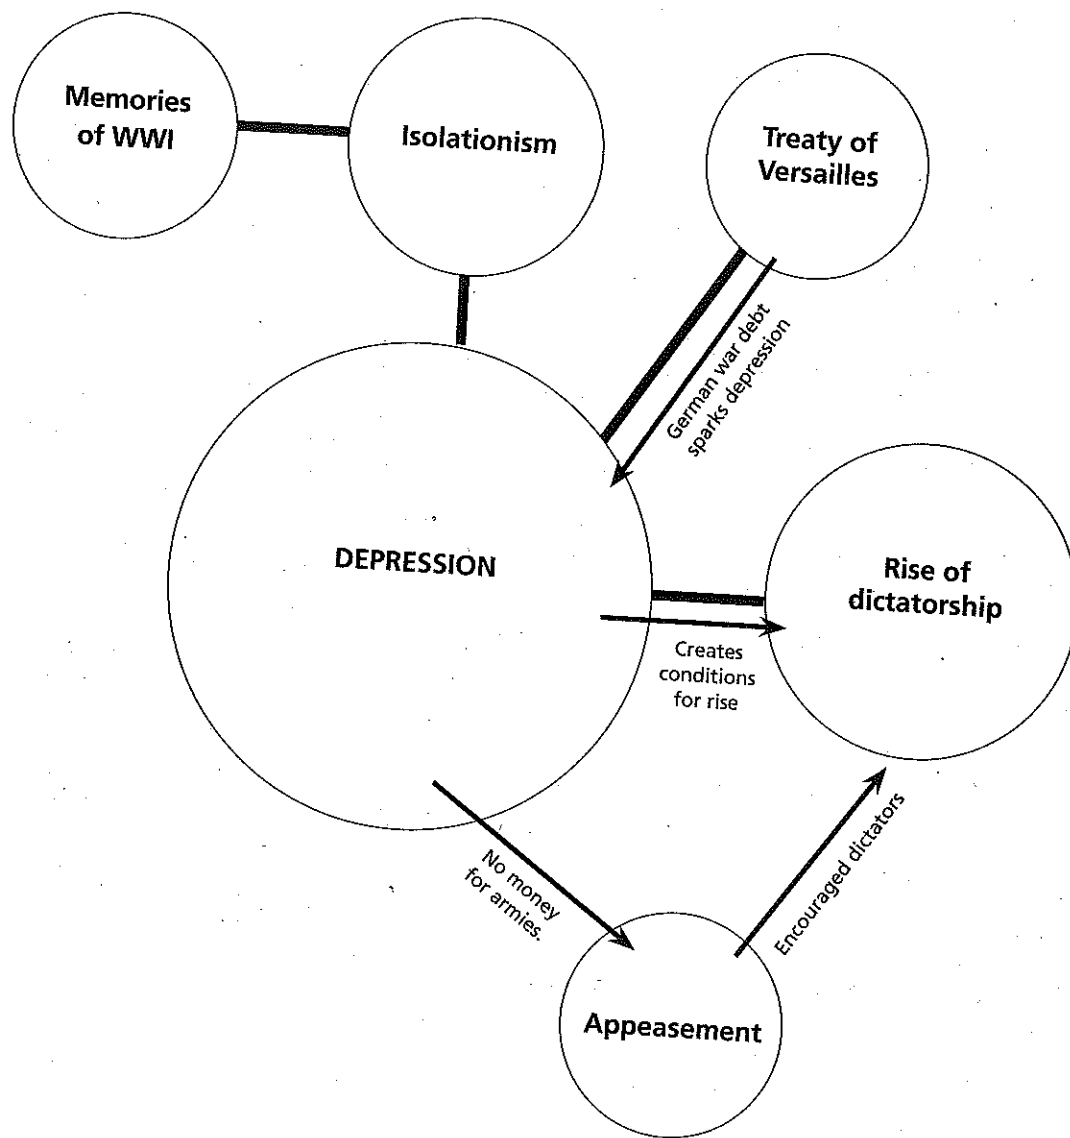 Memories
of WWI
Isolationism
Treaty of
Versailles
German war debt
sparks depression
DEPRESSION
Rise of
dictatorship
Creates
conditions
for rise
No money
for armies.
Encouraged dictators
Appeasement